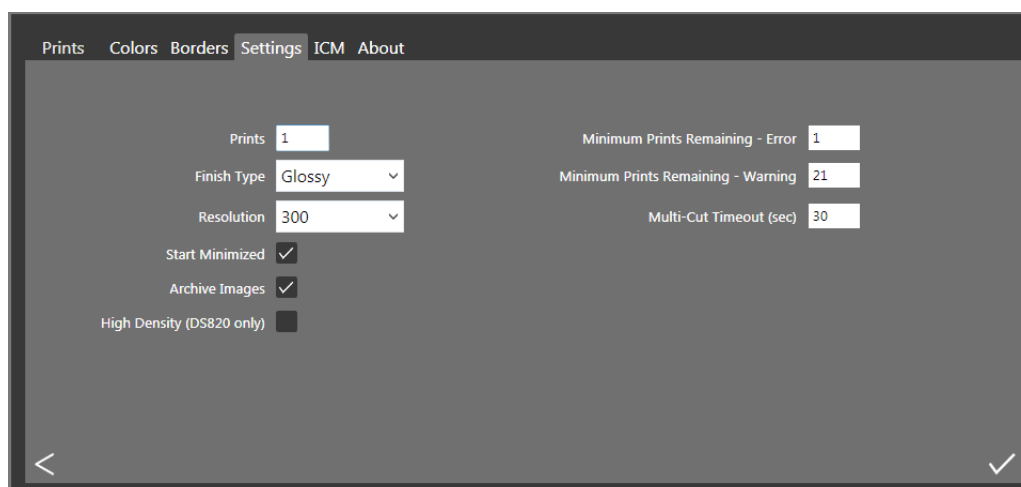 Prints Colors Borders Settings ICM About
Prints 1
Finish Type Glossy
Resolution 300
Start Minimized
Archive Images
High Density (DS820 only)
Minimum Prints Remaining - Error 1
Minimum Prints Remaining - Warning 21
Multi-Cut Timeout (sec) 30